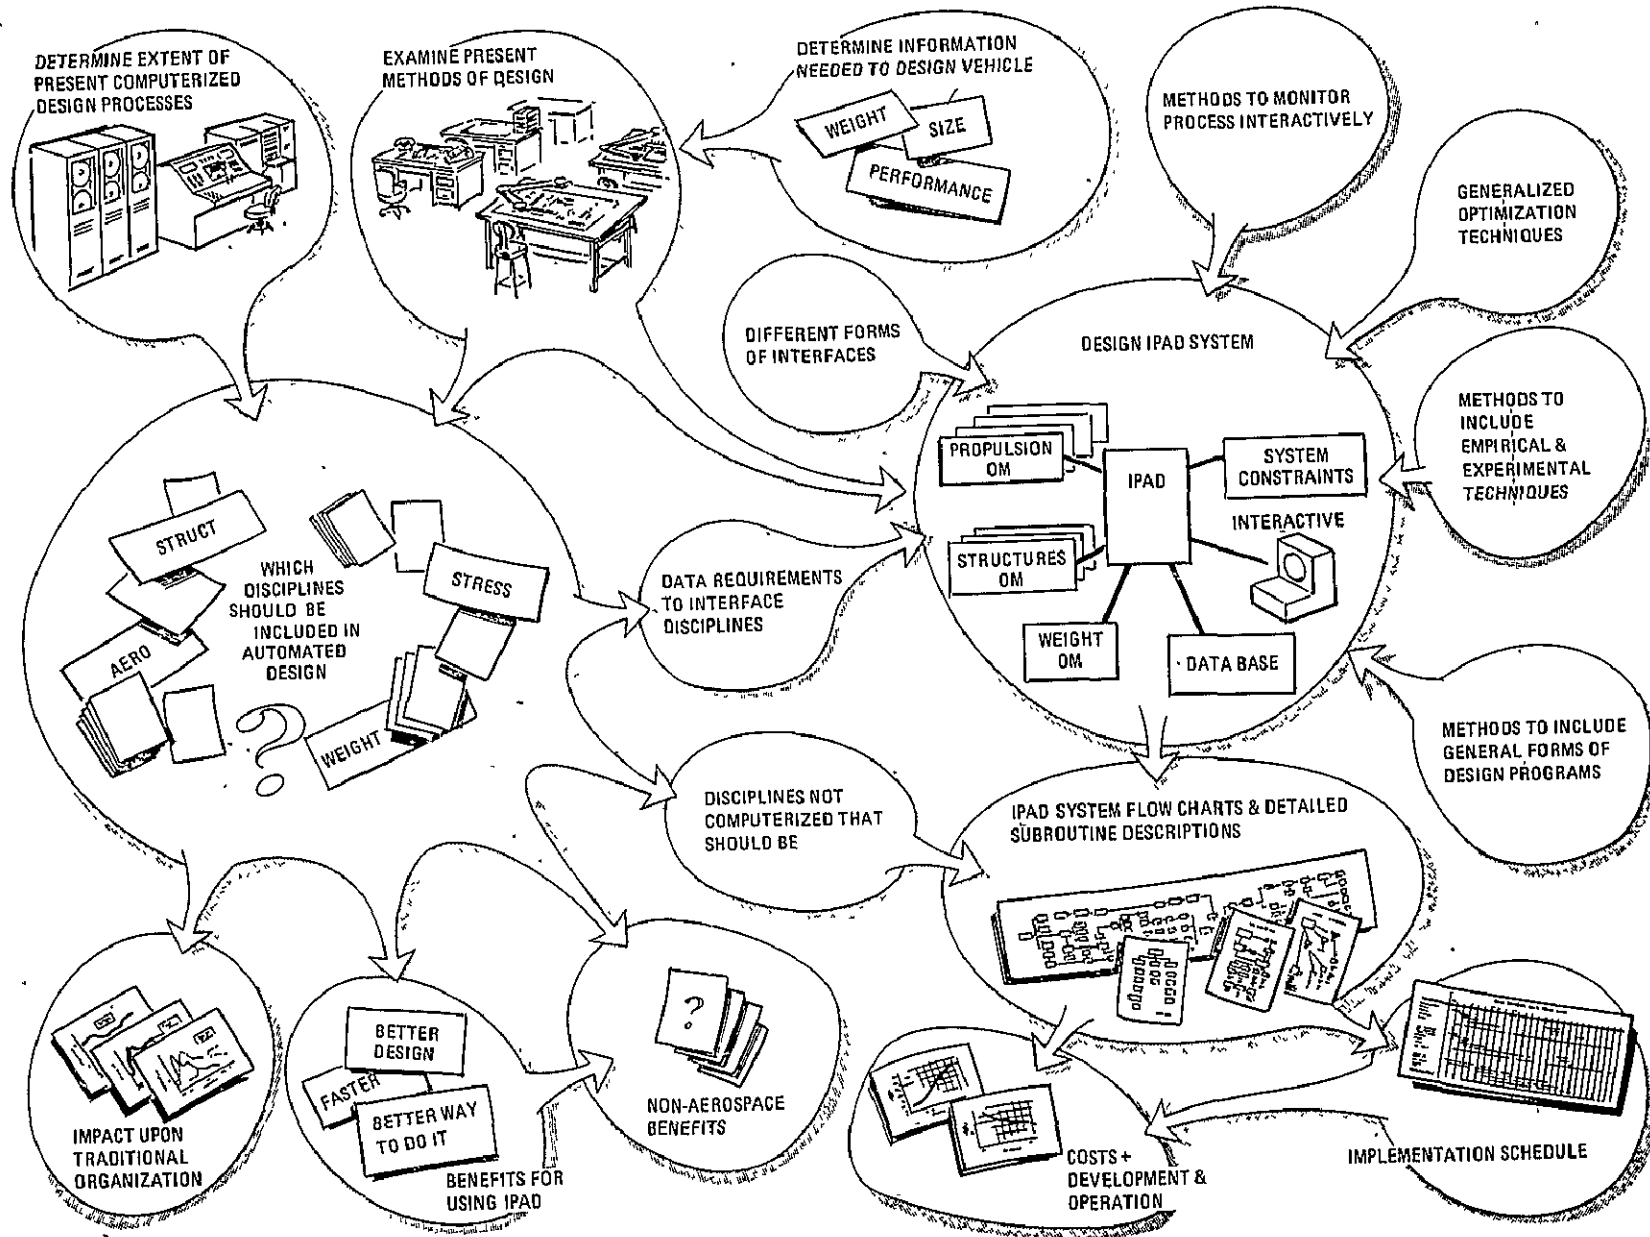 DETERMINE EXTENT OF
PRESENT COMPUTERIZED
DESIGN PROCESSES
EXAMINE PRESENT
METHODS OF DESIGN
DETERMINE INFORMATION
NEEDED TO DESIGN VEHICLE
WEIGHT
SIZE
PERFORMANCE
METHODS TO MONITOR
PROCESS INTERACTIVELY
GENERALIZED
OPTIMIZATION
TECHNIQUES
DIFFERENT FORMS
OF INTERFACES
DESIGN IPAD SYSTEM
PROPULSION
OM
IPAD
SYSTEM
CONSTRAINTS
INTERACTIVE
STRUCTURES
OM
WEIGHT
OM
DATA BASE
METHODS TO
INCLUDE
EMPIRICAL &
EXPERIMENTAL
TECHNIQUES
STRUCT
WHICH
DISCIPLINES
SHOULD BE
INCLUDED IN
AUTOMATED
DESIGN
STRESS
AERO
?
WEIGHT
DATA REQUIREMENTS
TO INTERFACE
DISCIPLINES
METHODS TO INCLUDE
GENERAL FORMS OF
DESIGN PROGRAMS
DISCIPLINES NOT
COMPUTERIZED THAT
SHOULD BE
IPAD SYSTEM FLOW CHARTS & DETAILED
SUBROUTINE DESCRIPTIONS
IMPACT UPON
TRADITIONAL
ORGANIZATION
BETTER
DESIGN
FASTER
BETTER WAY
TO DO IT
BENEFITS FOR
USING IPAD
?
NON-AEROSPACE
BENEFITS
COSTS +
DEVELOPMENT &
OPERATION
IMPLEMENTATION SCHEDULE